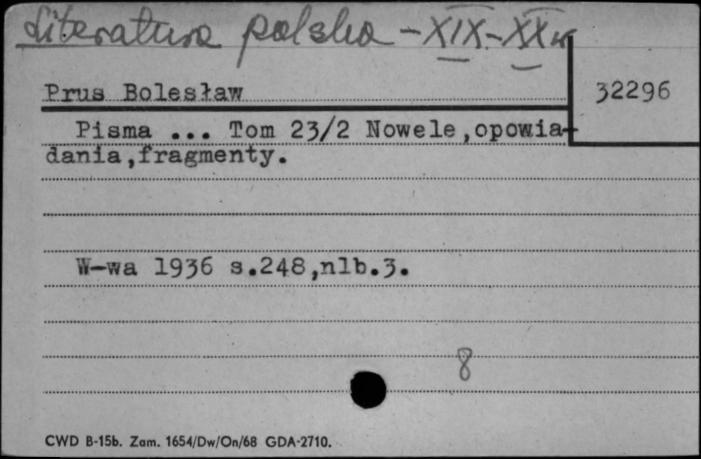 Literatura polska - XIX-XX w
Prus Bolesław
32296
Pisma ... Tom 23/2 Nowele,opowia-
dania,fragmenty.
W-wa 1936 s.248,nlb.3.
8
CWD B-15b. Zam. 1654/Dw/On/68 GDA-2710.